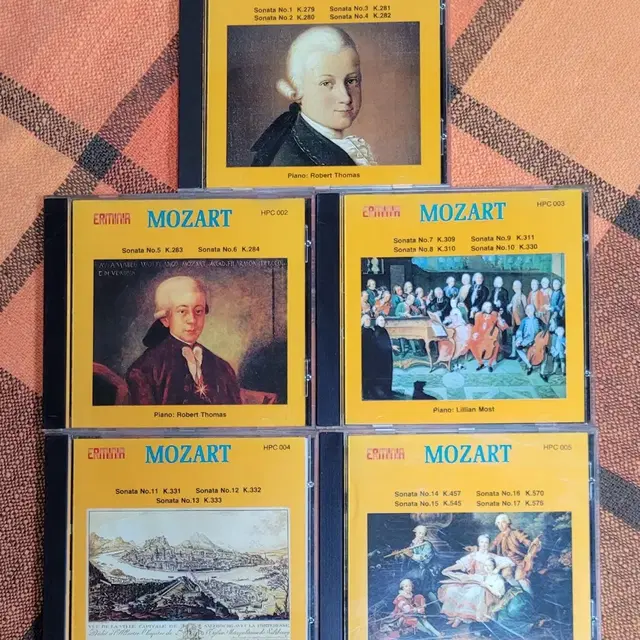 Sonata No.1 K.279 Sonata No.3 K.281
Sonata No.2 K.280 Sonata No.4 K.282
Piano: Robert Thomas
ERMITAJ
MOZART
HPC 002
Sonata No.5 K.283 Sonata No.6 K.284
Piano: Robert Thomas
MOZART
HPC 003
Sonata No.7 K.309 Sonata No.9 K.311
Sonata No.8 K.310 Sonata No.10 K.330
Piano: Lillian Most
MOZART
HPC 004
Sonata No.11 K.331 Sonata No.12 K.332
Sonata No.13 K.333
MOZART
HPC 005
Sonata No.14 K.457 Sonata No.16 K.570
Sonata No.15 K.545 Sonata No.17 K.576